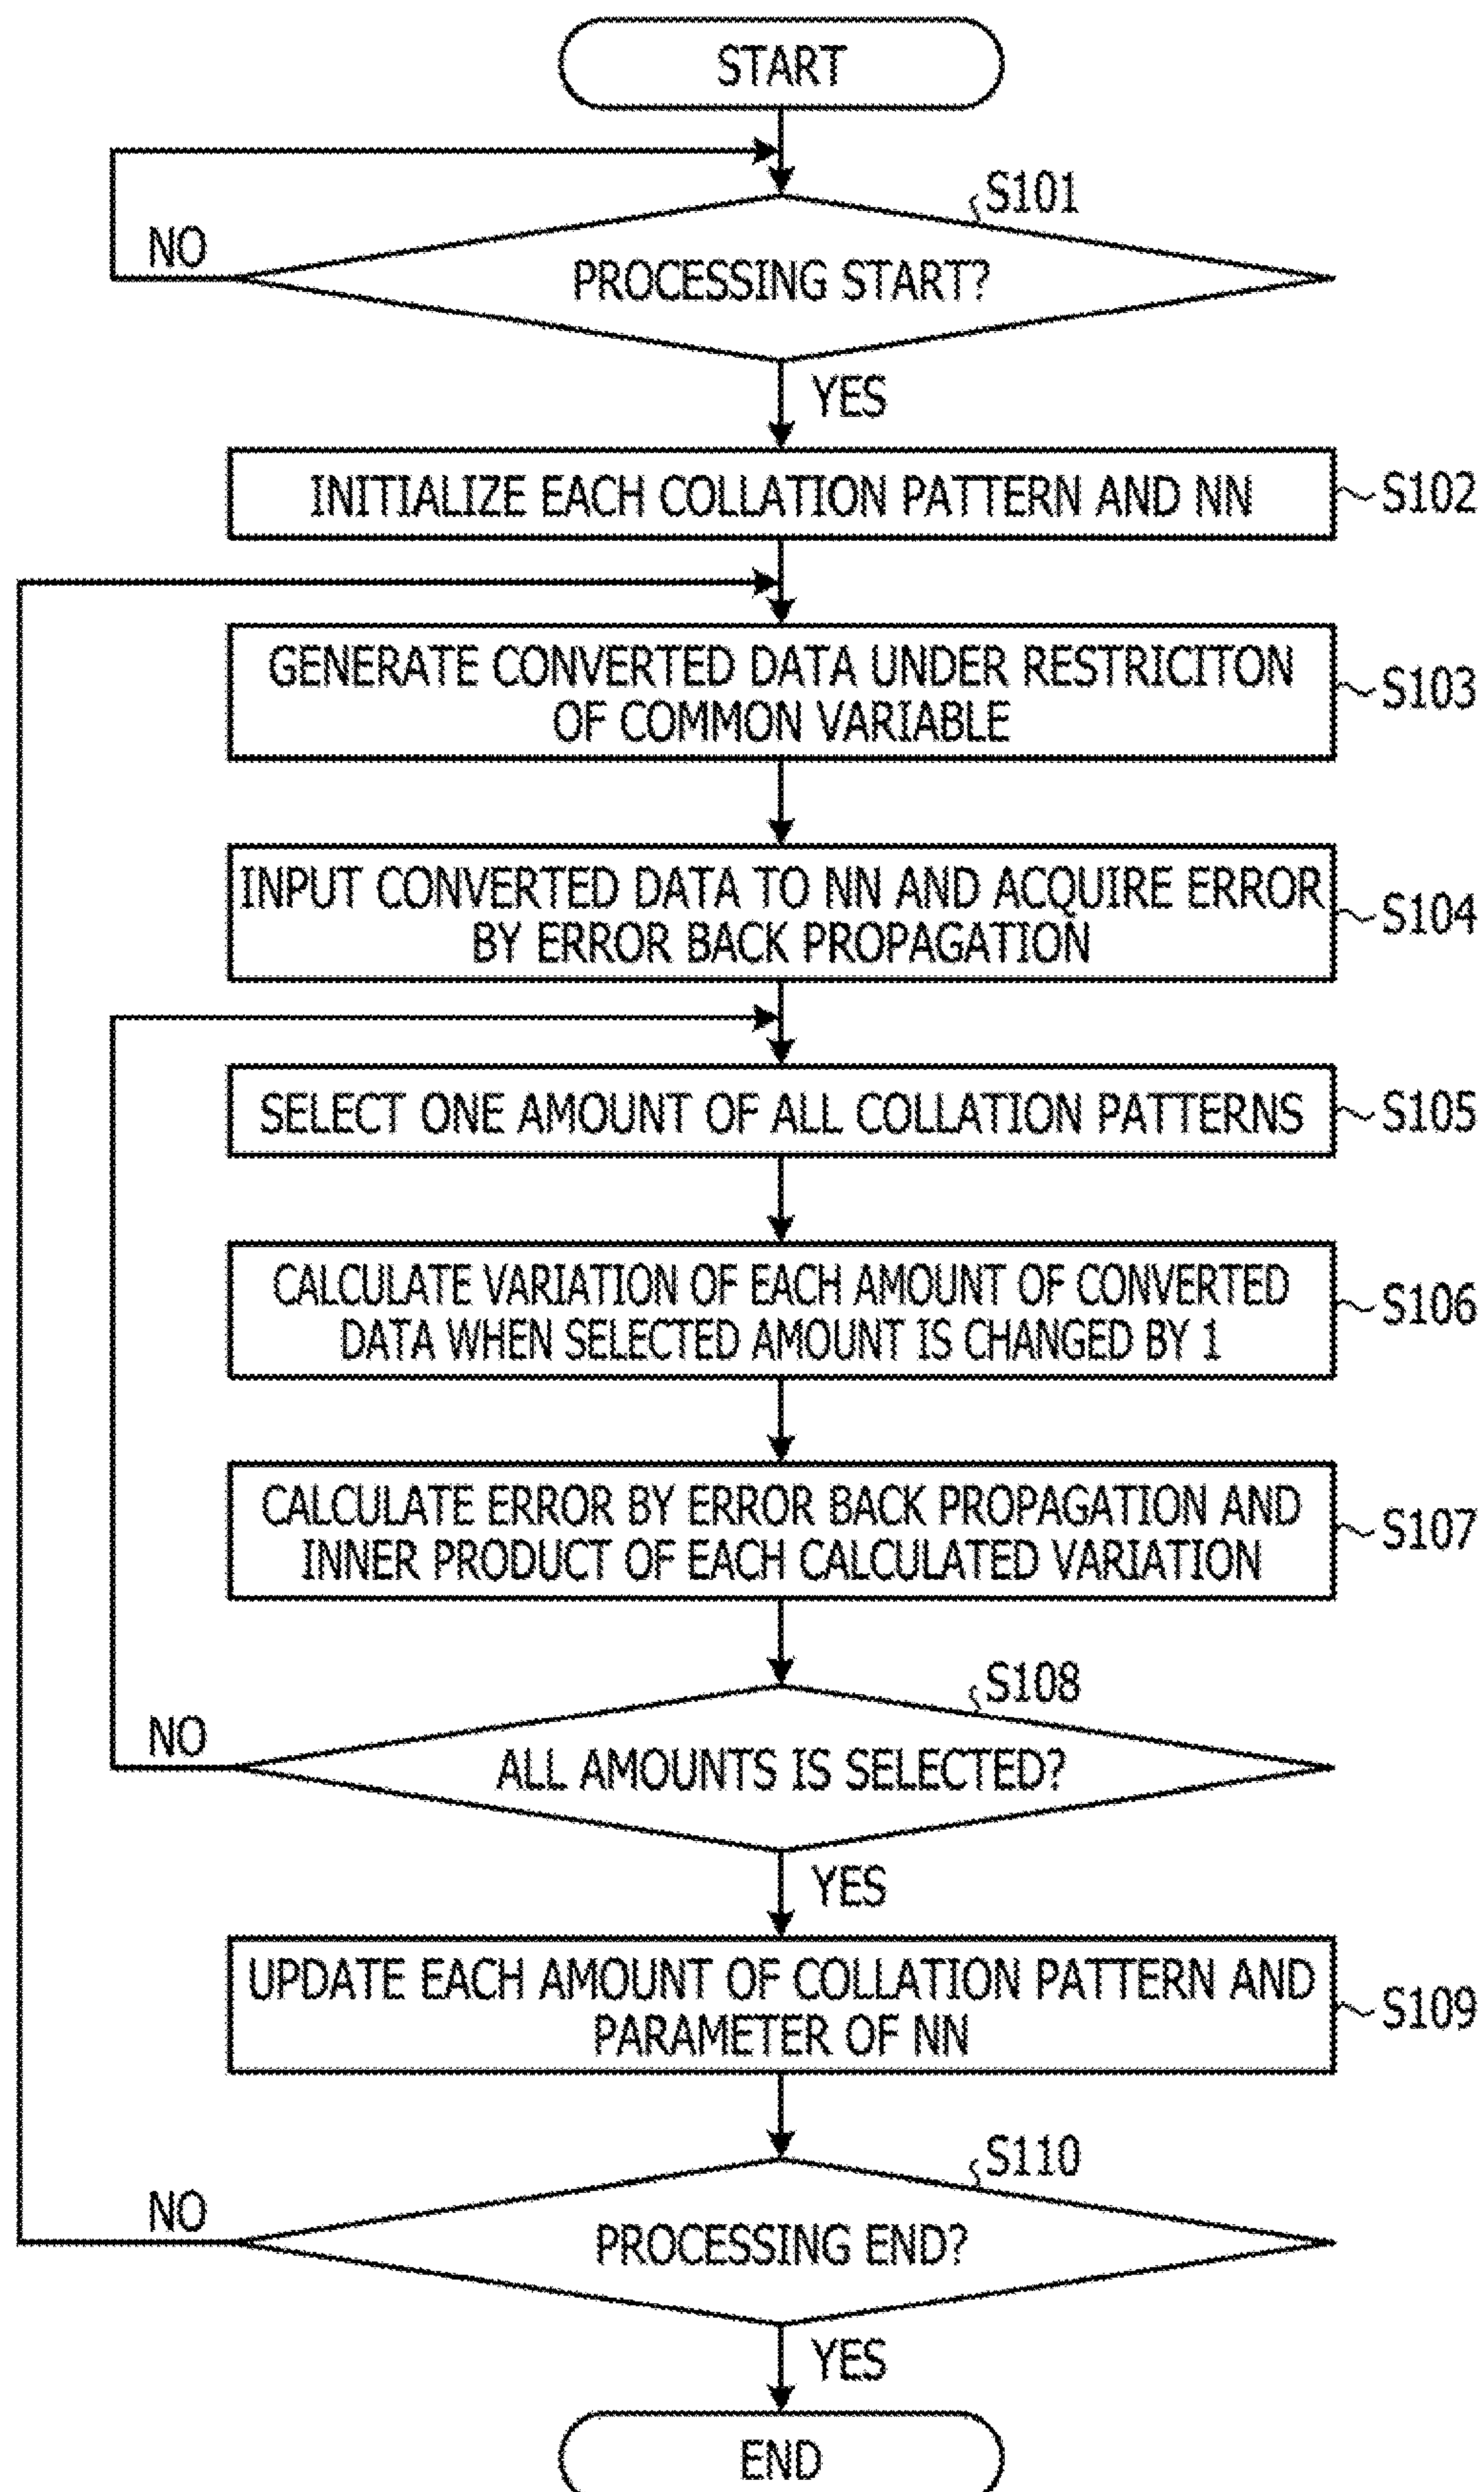 START
S101
NO
PROCESSING START?
YES
INITIALIZE EACH COLLATION PATTERN AND NN
S102
GENERATE CONVERTED DATA UNDER RESTRICITON
OF COMMON VARIABLE
S103
INPUT CONVERTED DATA TO NN AND ACQUIRE ERROR
BY ERROR BACK PROPAGATION
S104
SELECT ONE AMOUNT OF ALL COLLATION PATTERNS
S105
CALCULATE VARIATION OF EACH AMOUNT OF CONVERTED
DATA WHEN SELECTED AMOUNT IS CHANGED BY 1
S106
CALCULATE ERROR BY ERROR BACK PROPAGATION AND
INNER PRODUCT OF EACH CALCULATED VARIATION
S107
S108
NO
ALL AMOUNTS IS SELECTED?
YES
UPDATE EACH AMOUNT OF COLLATION PATTERN AND
PARAMETER OF NN
S109
S110
NO
PROCESSING END?
YES
END